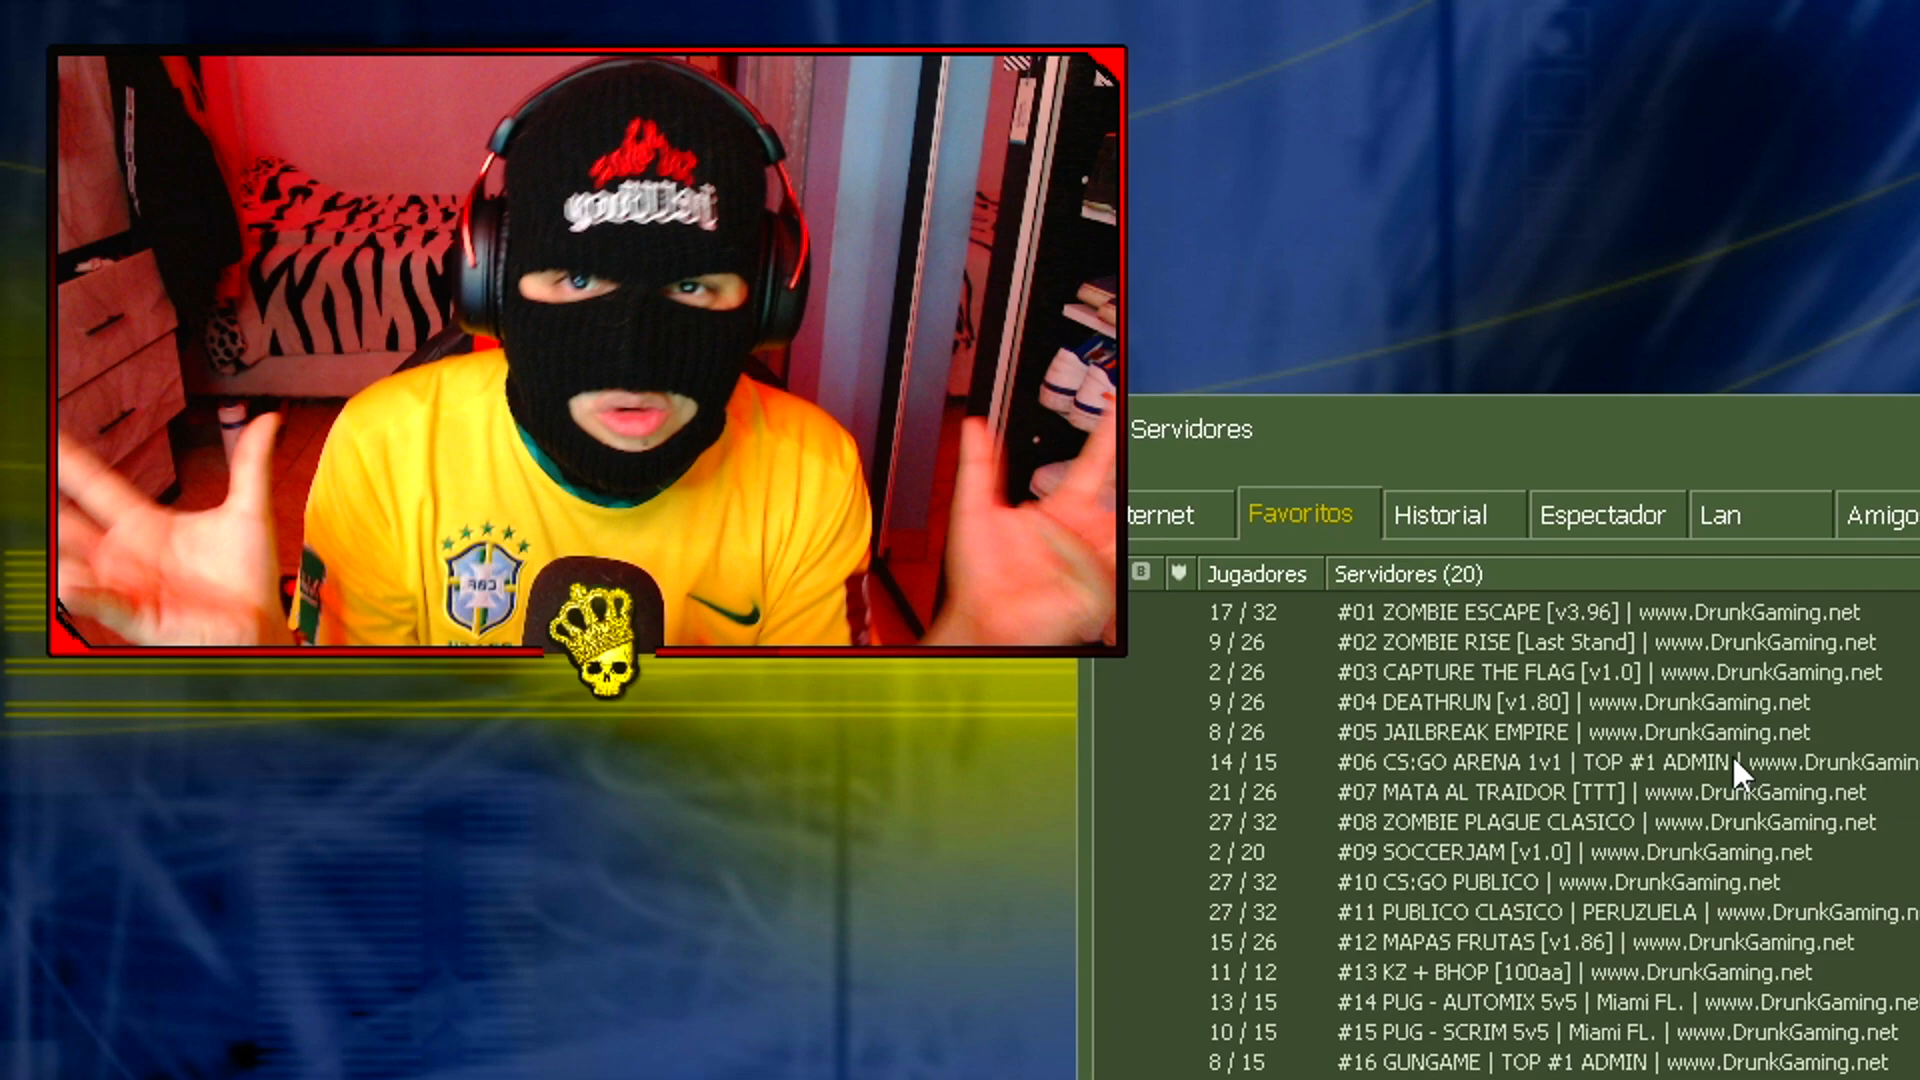 Servidores
ternet Favoritos Historial Espectador Lan Amigo
Jugadores Servidores (20)
17 / 32 #01 ZOMBIE ESCAPE [v3.96] | www.DrunkGaming.net
9 / 26 #02 ZOMBIE RISE [Last Stand] | www.DrunkGaming.net
2 / 26 #03 CAPTURE THE FLAG [v1.0] | www.DrunkGaming.net
9 / 26 #04 DEATHRUN [v1.80] | www.DrunkGaming.net
8 / 26 #05 JAILBREAK EMPIRE | www.DrunkGaming.net
14 / 15 #06 CS:GO ARENA 1v1 | TOP #1 ADMIN | www.DrunkGamin
21 / 26 #07 MATA AL TRAIDOR [TTT] | www.DrunkGaming.net
27 / 32 #08 ZOMBIE PLAGUE CLASICO | www.DrunkGaming.net
2 / 20 #09 SOCCERJAM [v1.0] | www.DrunkGaming.net
27 / 32 #10 CS:GO PUBLICO | www.DrunkGaming.net
27 / 32 #11 PUBLICO CLASICO | PERUZUELA | www.DrunkGaming.n
15 / 26 #12 MAPAS FRUTAS [v1.86] | www.DrunkGaming.net
11 / 12 #13 KZ + BHOP [100aa] | www.DrunkGaming.net
13 / 15 #14 PUG - AUTOMIX 5v5 | Miami FL. | www.DrunkGaming.ne
10 / 15 #15 PUG - SCRIM 5v5 | Miami FL. | www.DrunkGaming.net
8 / 15 #16 GUNGAME | TOP #1 ADMIN | www.DrunkGaming.net